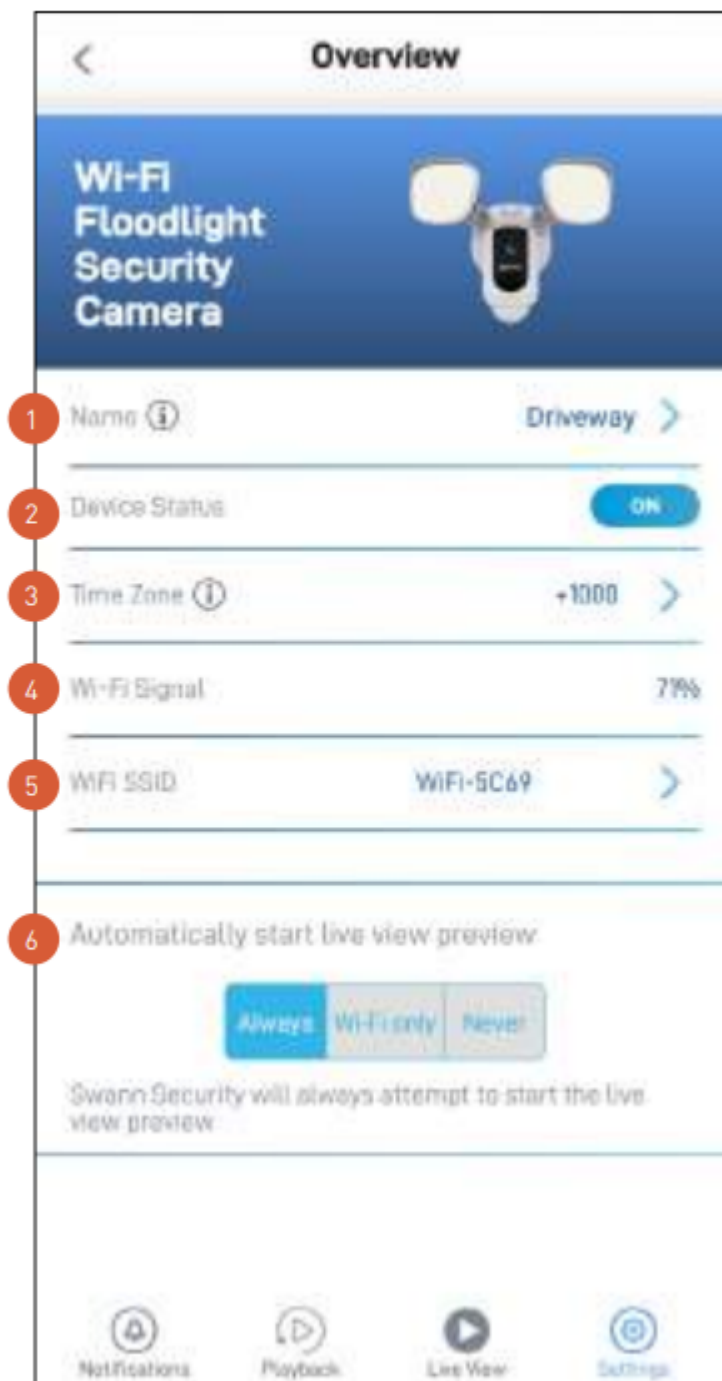 Overview
Wi-Fi
Floodlight
Security
Camera
1 Name Driveway
2 Device Status ON
3 Time Zone +1000
4 Wi-Fi Signal 71%
5 WiFi SSID WiFi-5C69
6 Automatically start live view preview
Always Wi-Fi only Never
Swann Security will always attempt to start the live
view preview
Notifications Playback Live View Settings